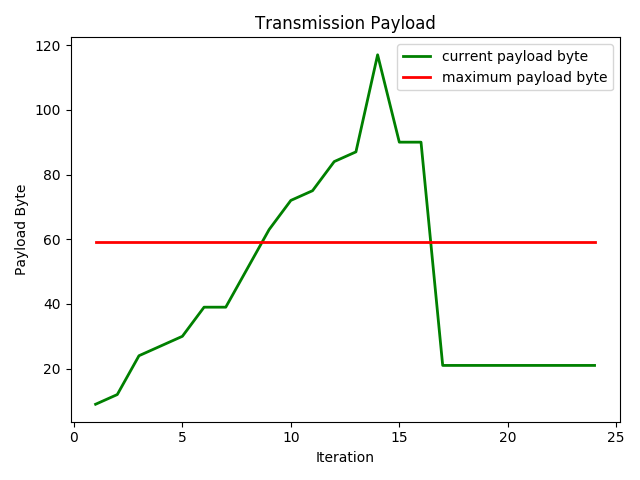 Transmission Payload
current payload byte
maximum payload byte
120
100
80
60
40
20
Payload Byte
0
5
10
15
20
25
Iteration